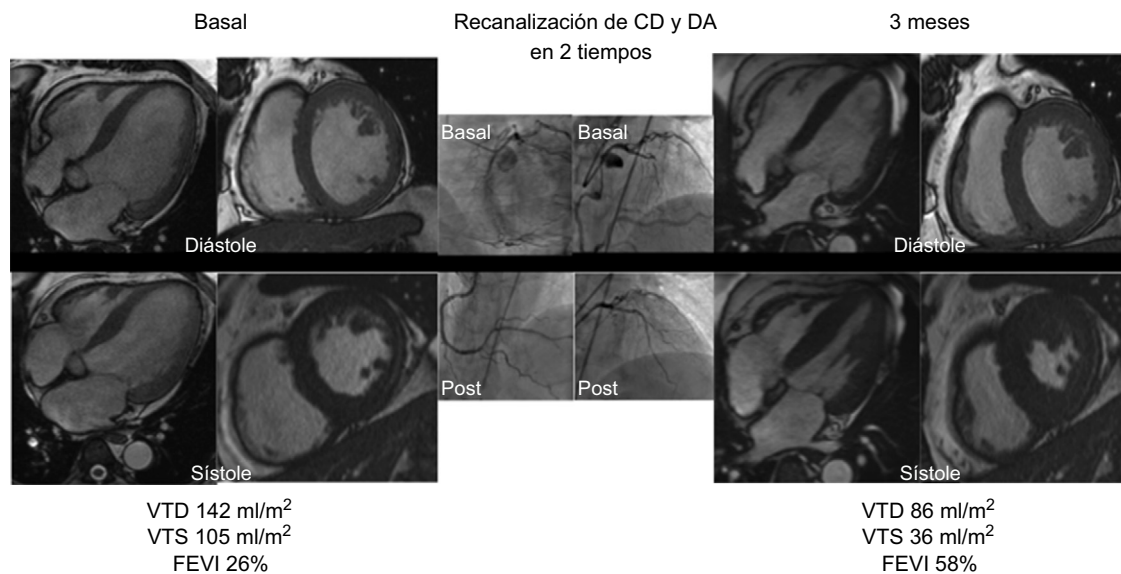 Basal
Recanalización de CD y DA
en 2 tiempos
3 meses
Basal
Basal
Diástole
Diástole
Post
Post
Sístole
Sístole
VTD 142 ml/m²
VTS 105 ml/m²
FEVI 26%
VTD 86 ml/m²
VTS 36 ml/m²
FEVI 58%